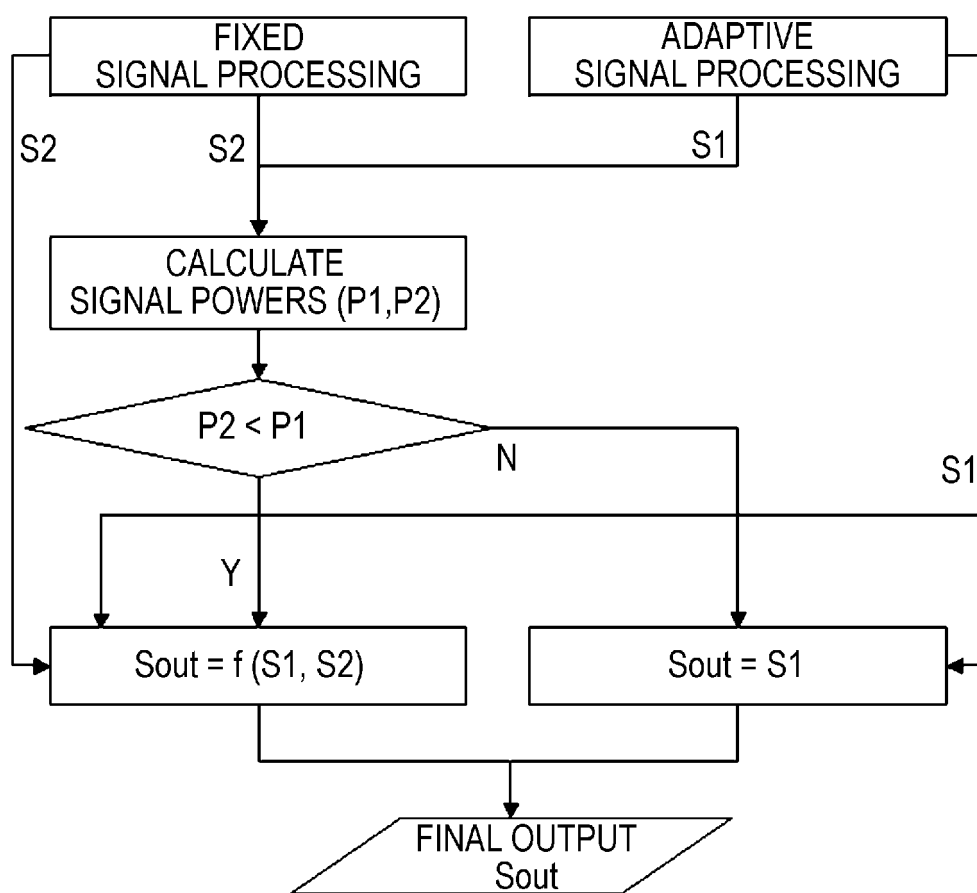 FIXED
SIGNAL PROCESSING
ADAPTIVE
SIGNAL PROCESSING
S2
S2
S1
CALCULATE
SIGNAL POWERS (P1,P2)
P2 < P1
N
S1
Y
Sout = f (S1, S2)
Sout = S1
FINAL OUTPUT
Sout